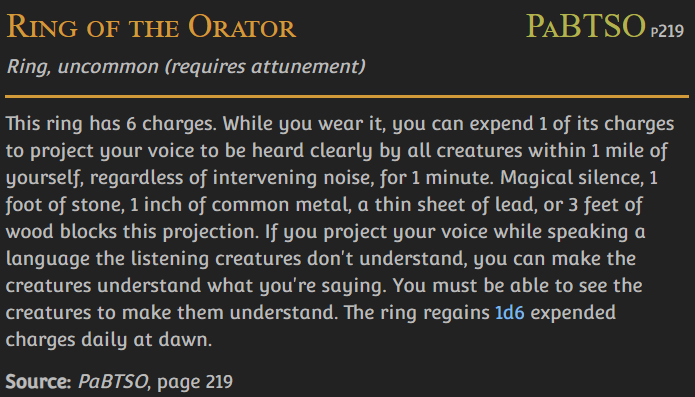 Ring of the Orator PaBTSO p219
Ring, uncommon (requires attunement)
This ring has 6 charges. While you wear it, you can expend 1 of its charges
to project your voice to be heard clearly by all creatures within 1 mile of
yourself, regardless of intervening noise, for 1 minute. Magical silence, 1
foot of stone, 1 inch of common metal, a thin sheet of lead, or 3 feet of
wood blocks this projection. If you project your voice while speaking a
language the listening creatures don't understand, you can make the
creatures understand what you're saying. You must be able to see the
creatures to make them understand. The ring regains 1d6 expended
charges daily at dawn.
Source: PaBTSO, page 219